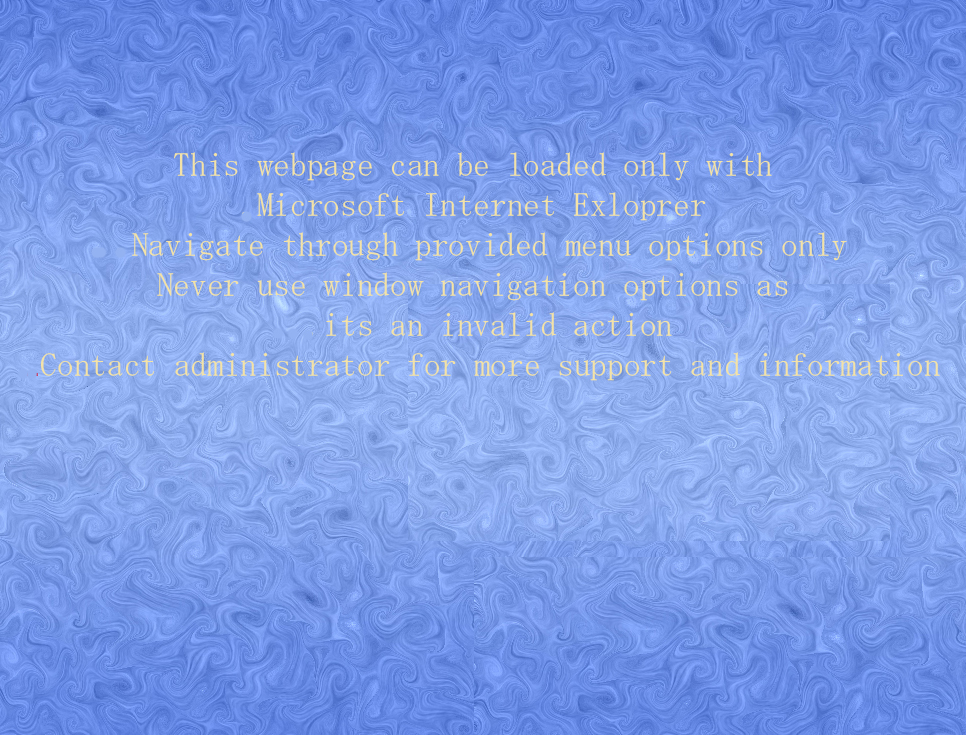 This webpage can be loaded only with
Microsoft Internet Exloprer
Navigate through provided menu options only
Never use window navigation options as
its an invalid action
Contact administrator for more support and information